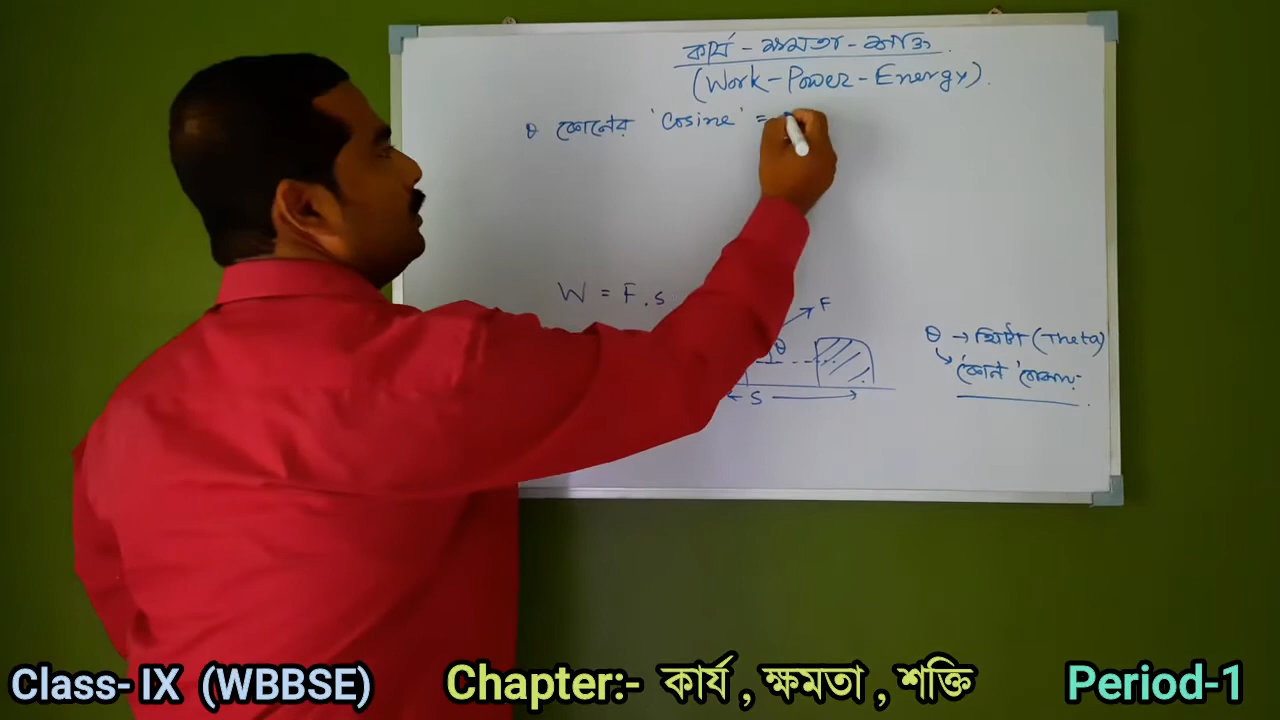 কার্য - ক্ষমতা - শক্তি.
(Work-Power-Energy).
θ কোনের 'Cosine' =
W = F.s
F
θ
θ → থিটা (Theta)
কোন বোঝায়
← S →
Class- IX (WBBSE) Chapter:- কার্য , ক্ষমতা , শক্তি Period-1